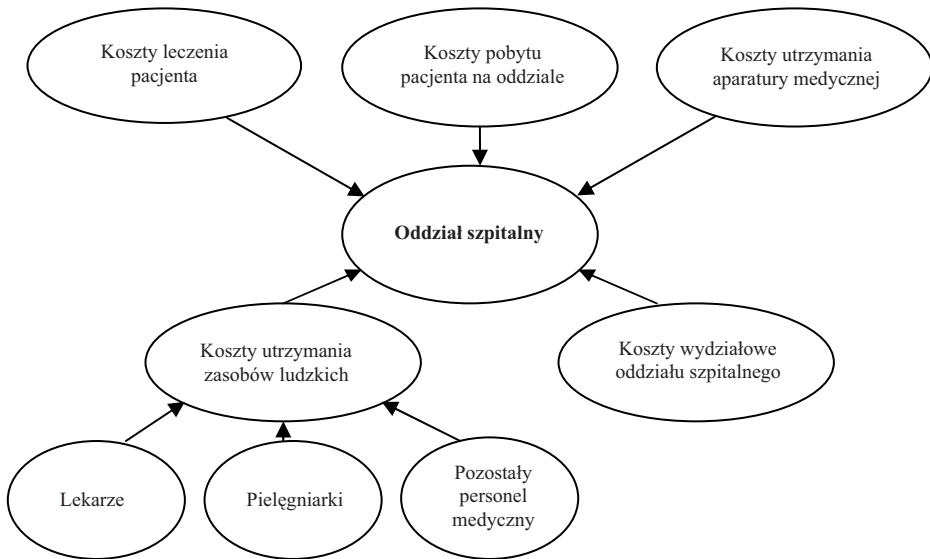 Koszty leczenia
pacjenta
Koszty pobytu
pacjenta na oddziale
Koszty utrzymania
aparatury medycznej
Oddział szpitalny
Koszty utrzymania
zasobów ludzkich
Koszty wydziałowe
oddziału szpitalnego
Lekarze
Pielęgniarki
Pozostały
personel
medyczny